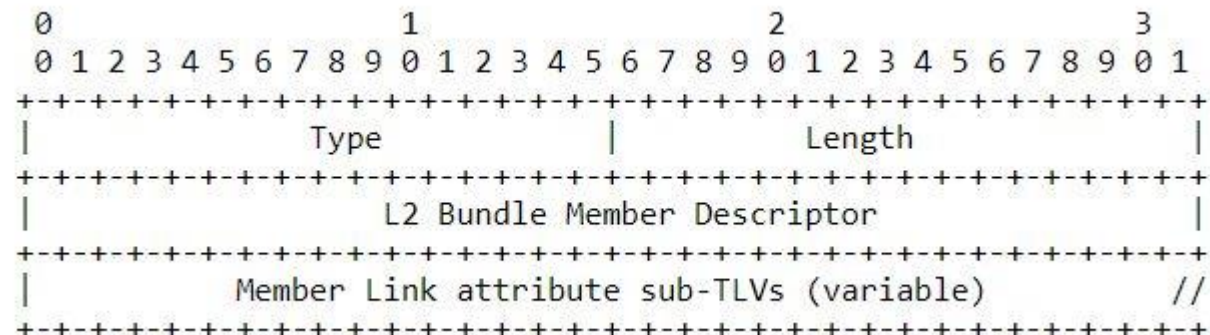 0                   1                   2                   3
0 1 2 3 4 5 6 7 8 9 0 1 2 3 4 5 6 7 8 9 0 1 2 3 4 5 6 7 8 9 0 1
+-+-+-+-+-+-+-+-+-+-+-+-+-+-+-+-+-+-+-+-+-+-+-+-+-+-+-+-+-+-+-+-+
|               Type            |          Length               |
+-+-+-+-+-+-+-+-+-+-+-+-+-+-+-+-+-+-+-+-+-+-+-+-+-+-+-+-+-+-+-+-+
|                   L2 Bundle Member Descriptor                 |
+-+-+-+-+-+-+-+-+-+-+-+-+-+-+-+-+-+-+-+-+-+-+-+-+-+-+-+-+-+-+-+-+
|           Member Link attribute sub-TLVs (variable)          //
+-+-+-+-+-+-+-+-+-+-+-+-+-+-+-+-+-+-+-+-+-+-+-+-+-+-+-+-+-+-+-+-+